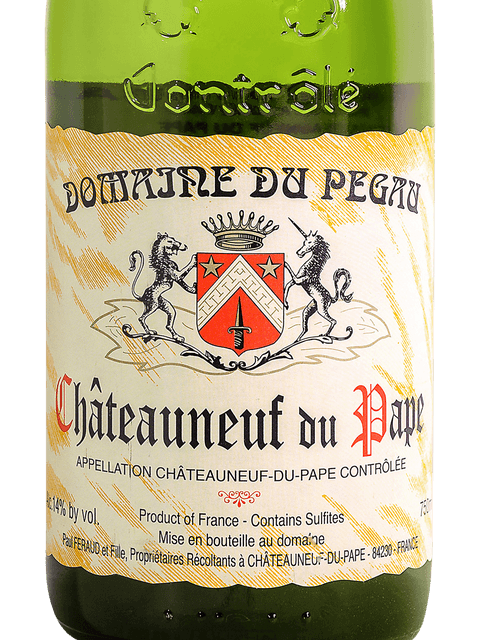 Contrôlé
DOMAINE DU PEGAU
Châteauneuf du Pape
APPELLATION CHÂTEAUNEUF-DU-PAPE CONTRÔLÉE
14% by vol.
Product of France - Contains Sulfites
Mise en bouteille au domaine
Paul FERAUD et Fille, Propriétaires Récoltants à CHÂTEAUNEUF-DU-PAPE - 84230 - FRANCE